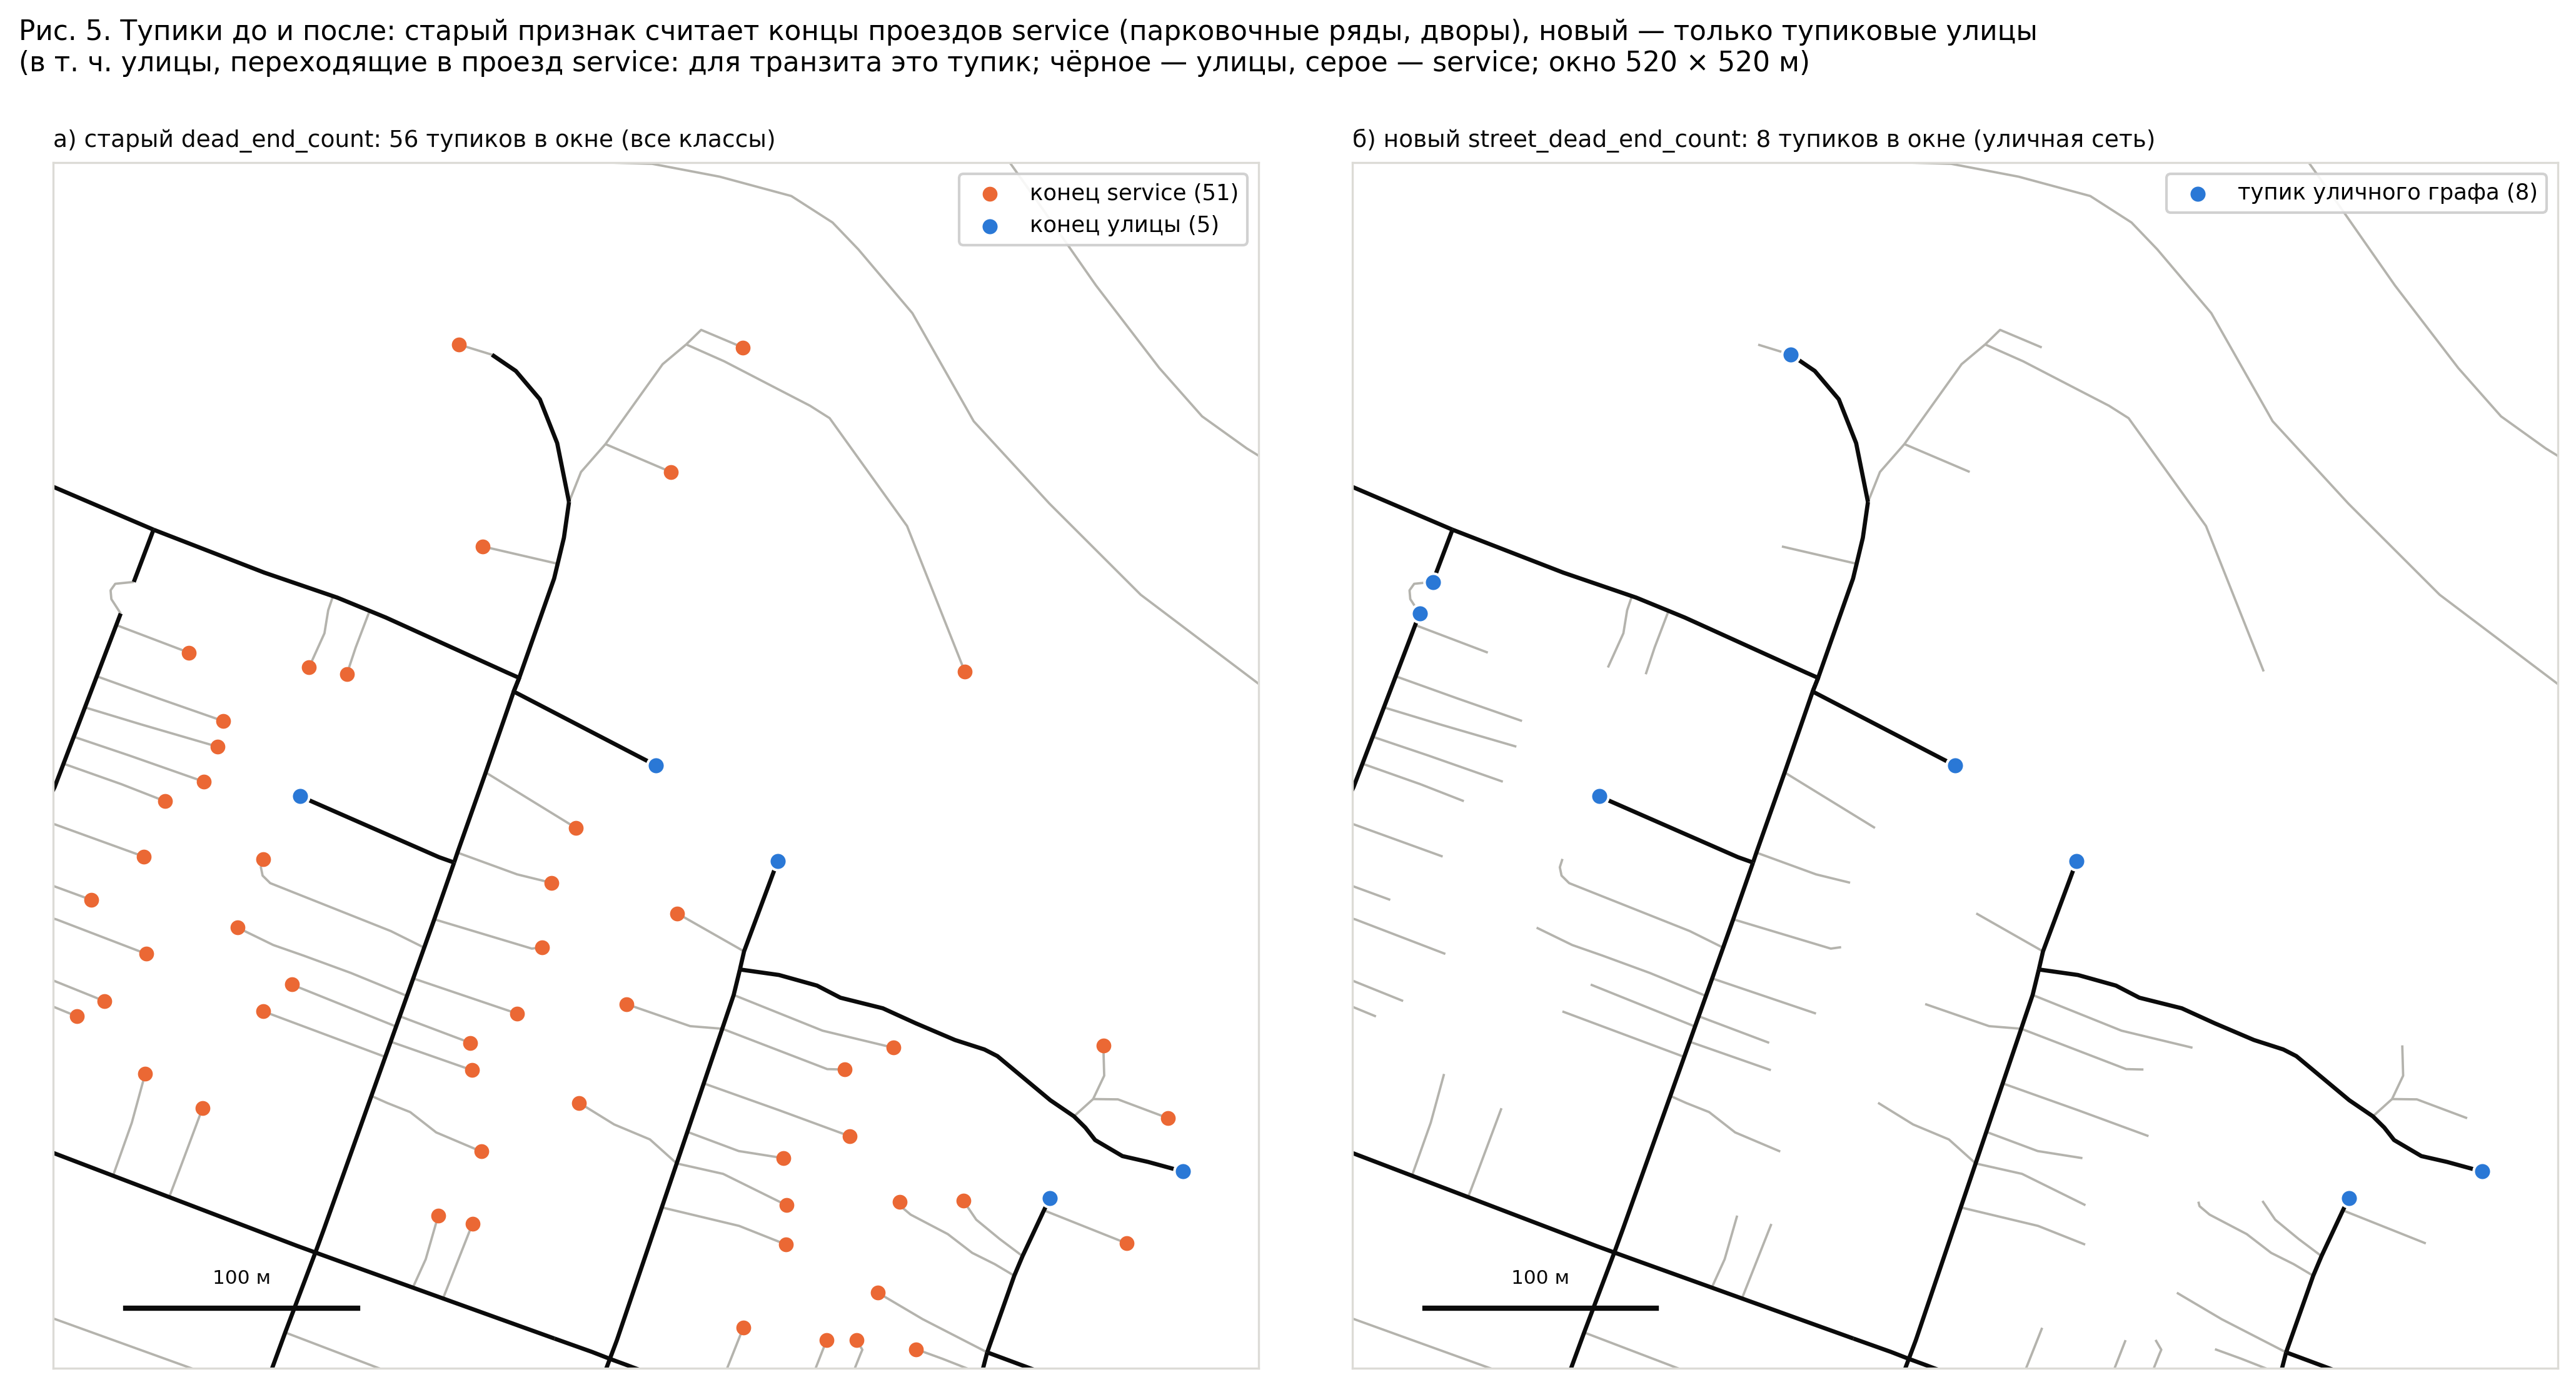 Рис. 5. Тупики до и после: старый признак считает концы проездов service (парковочные ряды, дворы), новый — только тупиковые улицы
(в т. ч. улицы, переходящие в проезд service: для транзита это тупик; чёрное — улицы, серое — service; окно 520 × 520 м)
а) старый dead_end_count: 56 тупиков в окне (все классы)
конец service (51)
конец улицы (5)
100 м
б) новый street_dead_end_count: 8 тупиков в окне (уличная сеть)
тупик уличного графа (8)
100 м